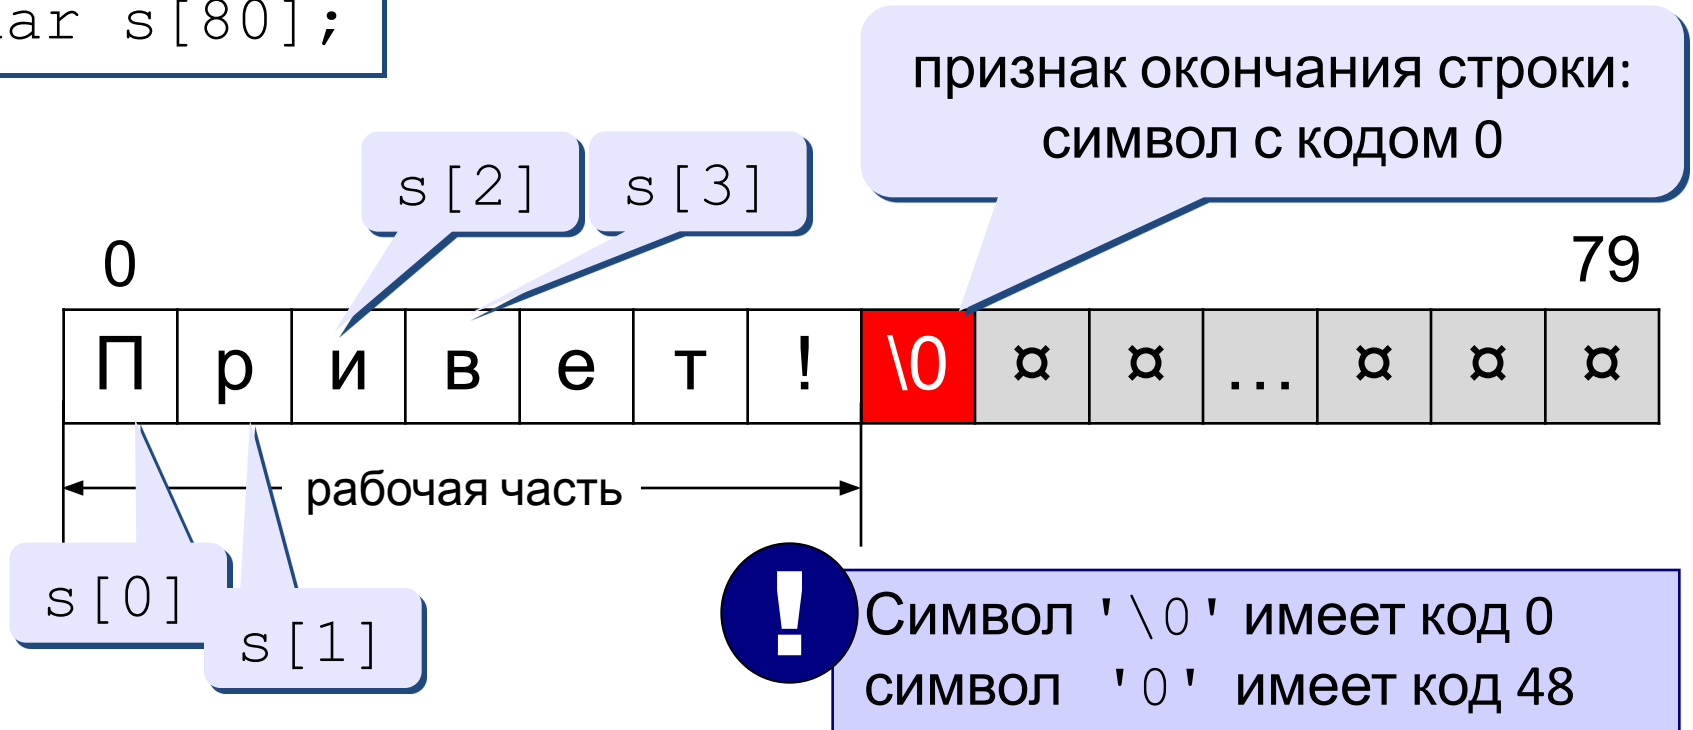 ar s[80];
признак окончания строки:
символ с кодом 0
s[2] s[3]
0 79
П р и в е т ! \0 ¤ ¤ … ¤ ¤ ¤
рабочая часть
s[0]
s[1]
! Символ '\0' имеет код 0
символ '0' имеет код 48